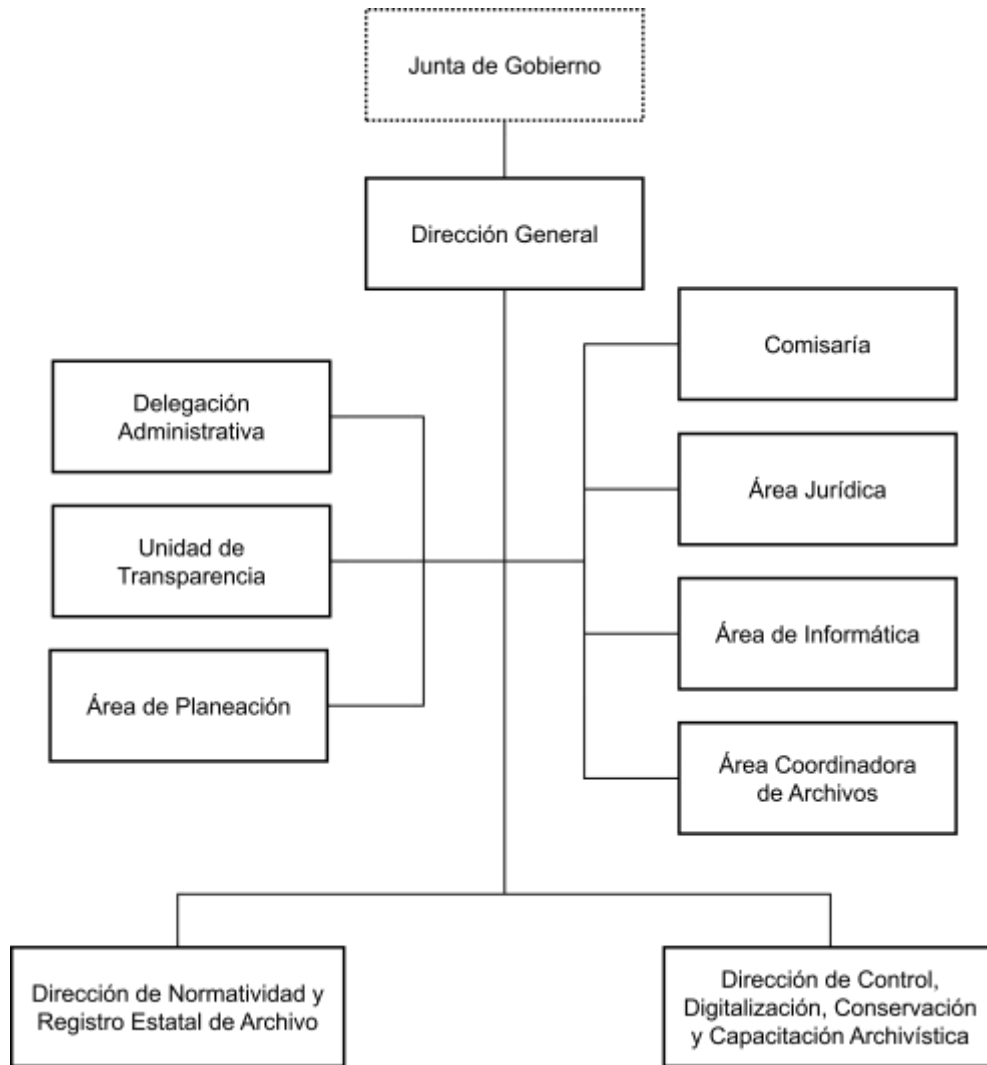 Junta de Gobierno
Dirección General
Comisaría
Delegación
Administrativa
Área Jurídica
Unidad de
Transparencia
Área de Informática
Área de Planeación
Área Coordinadora
de Archivos
Dirección de Normatividad y
Registro Estatal de Archivo
Dirección de Control,
Digitalización, Conservación
y Capacitación Archivística